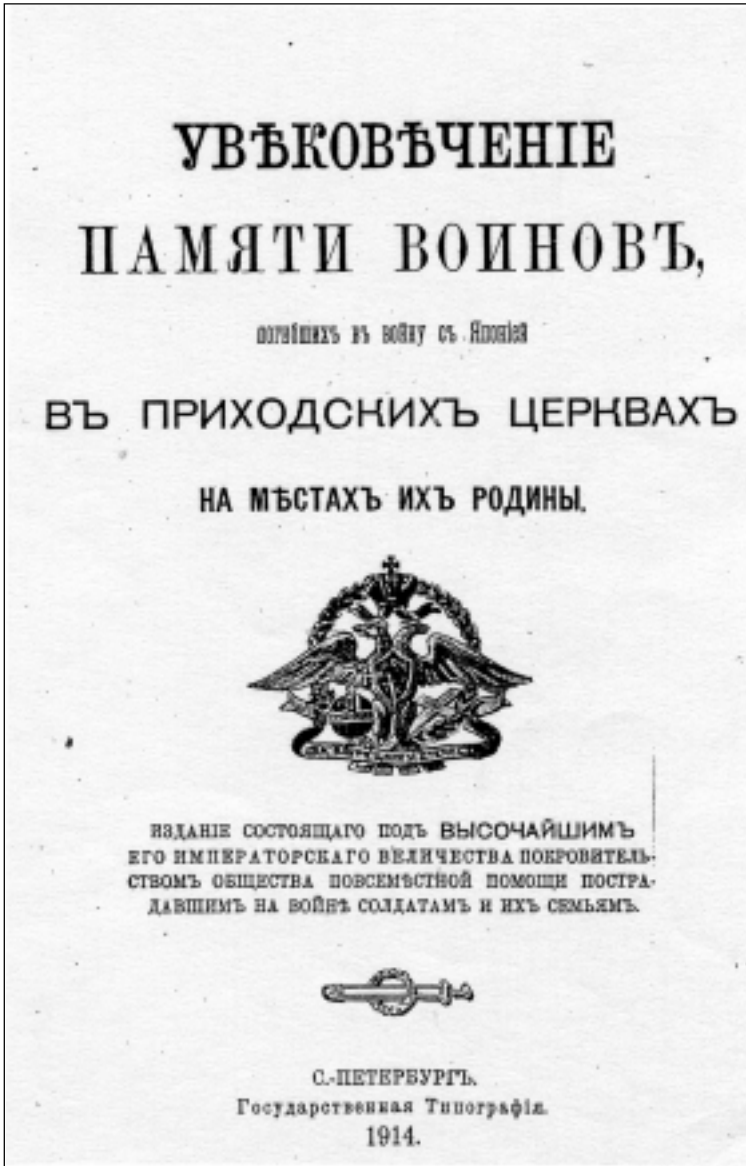 УВѢКОВѢЧЕНІЕ
ПАМЯТИ ВОИНОВЪ,
погибшихъ въ войну съ Японіей
ВЪ ПРИХОДСКИХЪ ЦЕРКВАХЪ
НА МѢСТАХЪ ИХЪ РОДИНЫ.
ИЗДАНІЕ СОСТОЯЩАГО ПОДЪ ВЫСОЧАЙШИМЪ
ЕГО ИМПЕРАТОРСКАГО ВЕЛИЧЕСТВА ПОКРОВИТЕЛЬ-
СТВОМЪ ОБЩЕСТВА ПОВСЕМѢСТНОЙ ПОМОЩИ ПОСТРА-
ДАВШИМЪ НА ВОЙНѢ СОЛДАТАМЪ И ИХЪ СЕМЬЯМЪ.
С.-ПЕТЕРБУРГЪ.
Государственная Типографія.
1914.